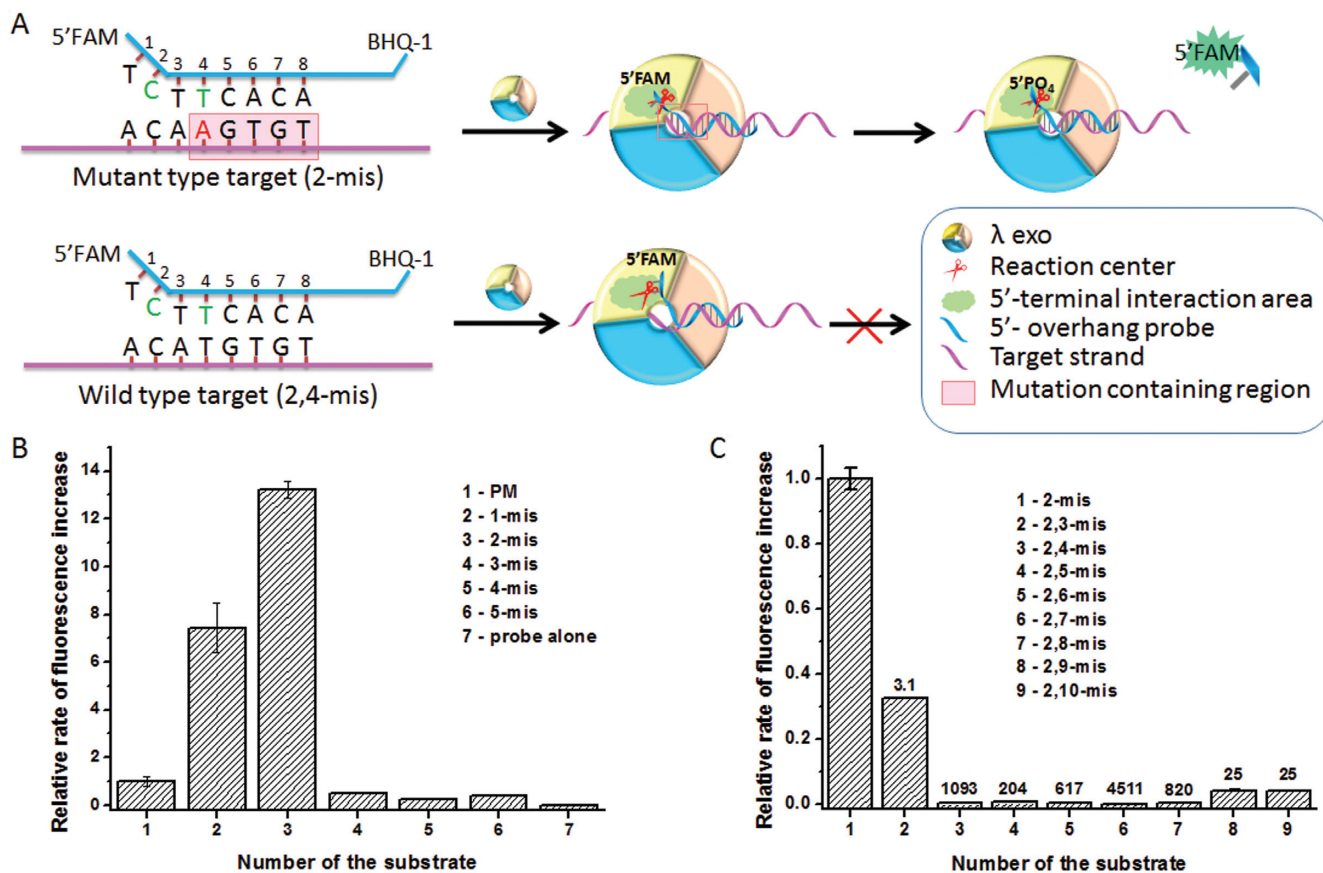 A
5'FAM
1
2
3 4 5 6 7 8
BHQ-1
T
C
T T C A C A
A C A A G T G T
Mutant type target (2-mis)
5'FAM
5'PO4
5'FAM
5'FAM
1
2
3 4 5 6 7 8
BHQ-1
T
C
T T C A C A
A C A T G T G T
Wild type target (2,4-mis)
5'FAM
λ exo
Reaction center
5'-terminal interaction area
5'- overhang probe
Target strand
Mutation containing region
B
Relative rate of fluorescence increase
14
12
10
8
6
4
2
0
1 2 3 4 5 6 7
Number of the substrate
1 - PM
2 - 1-mis
3 - 2-mis
4 - 3-mis
5 - 4-mis
6 - 5-mis
7 - probe alone
C
Relative rate of fluorescence increase
1.0
0.8
0.6
0.4
0.2
0.0
3.1
1093 204 617 4511 820 25 25
1 2 3 4 5 6 7 8 9
Number of the substrate
1 - 2-mis
2 - 2,3-mis
3 - 2,4-mis
4 - 2,5-mis
5 - 2,6-mis
6 - 2,7-mis
7 - 2,8-mis
8 - 2,9-mis
9 - 2,10-mis